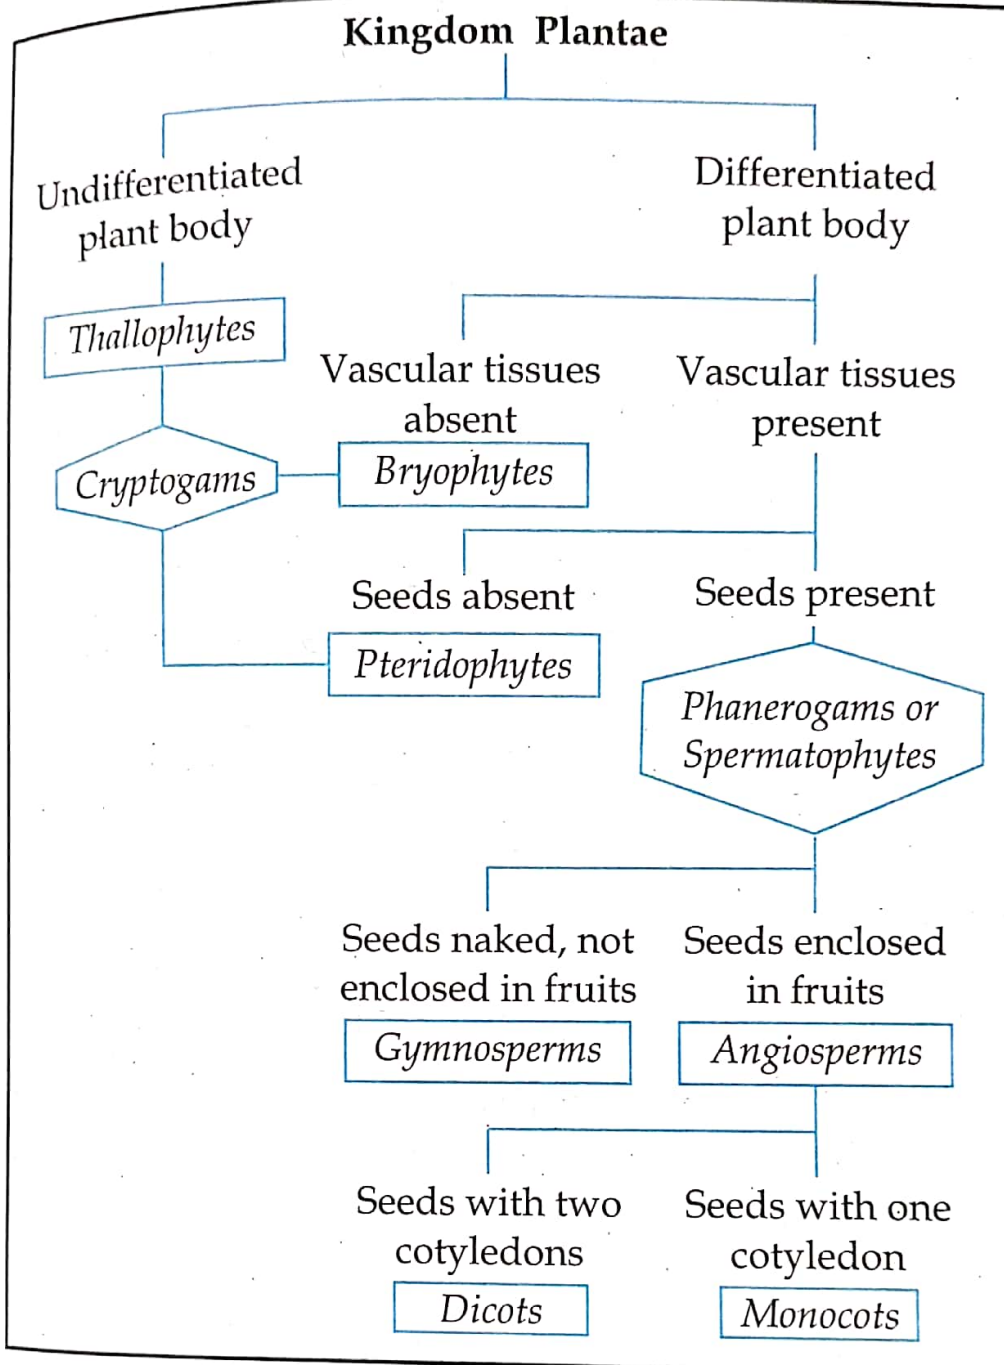 Kingdom Plantae
Undifferentiated
plant body
Differentiated
plant body
Thallophytes
Vascular tissues
absent
Vascular tissues
present
Cryptogams
Bryophytes
Seeds absent
Seeds present
Pteridophytes
Phanerogams or
Spermatophytes
Seeds naked, not
enclosed in fruits
Seeds enclosed
in fruits
Gymnosperms
Angiosperms
Seeds with two
cotyledons
Seeds with one
cotyledon
Dicots
Monocots